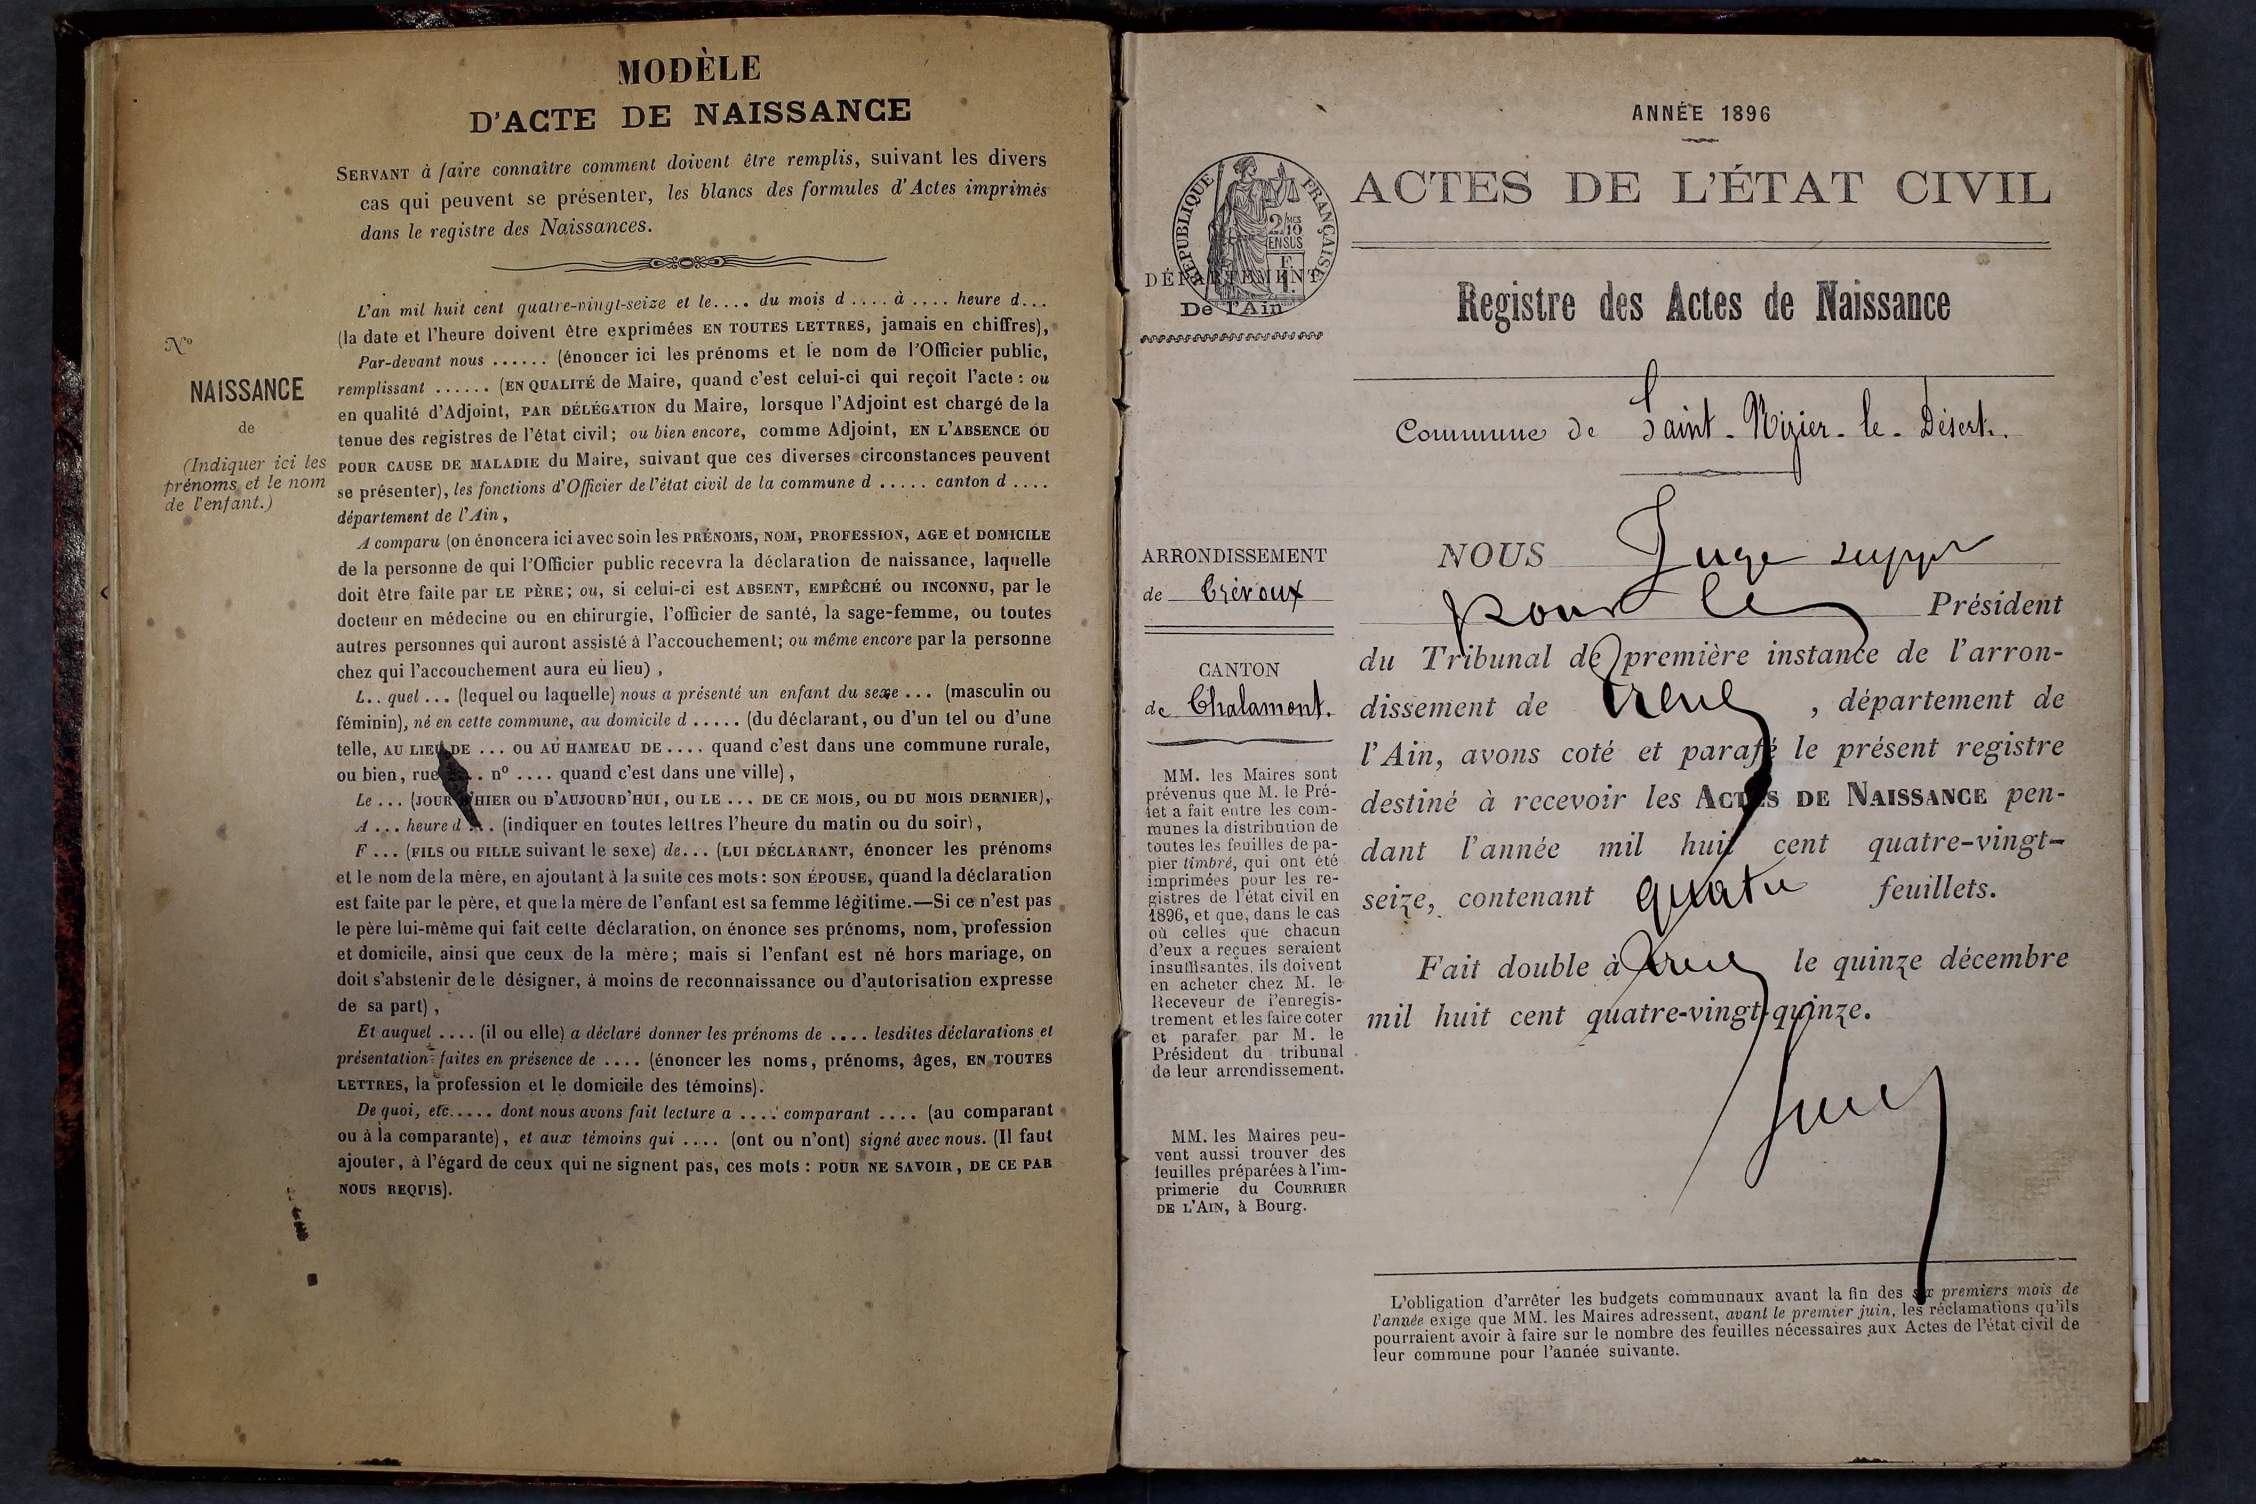 MODÈLE
D'ACTE DE NAISSANCE
SERVANT à faire connaître comment doivent être remplis, suivant les divers
cas qui peuvent se présenter, les blancs des formules d'Actes imprimés
dans le registre des Naissances.
N°
NAISSANCE
de
(Indiquer ici les
prénoms et le nom
de l'enfant.)
L'an mil huit cent quatre-vingt-seize et le.... du mois d .... à .... heure d...
(la date et l'heure doivent être exprimées EN TOUTES LETTRES, jamais en chiffres),
Par-devant nous ...... (énoncer ici les prénoms et le nom de l'Officier public,
remplissant ...... (EN QUALITÉ de Maire, quand c'est celui-ci qui reçoit l'acte : ou
en qualité d'Adjoint, PAR DÉLÉGATION du Maire, lorsque l'Adjoint est chargé de la
tenue des registres de l'état civil; ou bien encore, comme Adjoint, EN L'ABSENCE OU
POUR CAUSE DE MALADIE du Maire, suivant que ces diverses circonstances peuvent
se présenter), les fonctions d'Officier de l'état civil de la commune d ..... canton d ....
département de l'Ain,
A comparu (on énoncera ici avec soin les PRÉNOMS, NOM, PROFESSION, AGE et DOMICILE
de la personne de qui l'Officier public recevra la déclaration de naissance, laquelle
doit être faite par LE PÈRE; ou, si celui-ci est ABSENT, EMPÊCHÉ OU INCONNU, par le
docteur en médecine ou en chirurgie, l'officier de santé, la sage-femme, ou toutes
autres personnes qui auront assisté à l'accouchement; ou même encore par la personne
chez qui l'accouchement aura eu lieu),
L.. quel ... (lequel ou laquelle) nous a présenté un enfant du sexe ... (masculin ou
féminin), né en cette commune, au domicile d ..... (du déclarant, ou d'un tel ou d'une
telle, AU LIEU DE ... OU AU HAMEAU DE .... quand c'est dans une commune rurale,
ou bien, rue ... n° .... quand c'est dans une ville),
Le ... (JOUR D'HIER OU D'AUJOURD'HUI, OU LE ... DE CE MOIS, OU DU MOIS DERNIER),
A ... heure d ... (indiquer en toutes lettres l'heure du matin ou du soir),
F ... (FILS OU FILLE suivant le sexe) de... (LUI DÉCLARANT, énoncer les prénoms
et le nom de la mère, en ajoutant à la suite ces mots : SON ÉPOUSE, quand la déclaration
est faite par le père, et que la mère de l'enfant est sa femme légitime.—Si ce n'est pas
le père lui-même qui fait cette déclaration, on énonce ses prénoms, nom, profession
et domicile, ainsi que ceux de la mère; mais si l'enfant est né hors mariage, on
doit s'abstenir de le désigner, à moins de reconnaissance ou d'autorisation expresse
de sa part),
Et auquel .... (il ou elle) a déclaré donner les prénoms de .... lesdites déclarations et
présentation faites en présence de .... (énoncer les noms, prénoms, âges, EN TOUTES
LETTRES, la profession et le domicile des témoins).
De quoi, etc..... dont nous avons fait lecture a .... comparant .... (au comparant
ou à la comparante), et aux témoins qui .... (ont ou n'ont) signé avec nous. (Il faut
ajouter, à l'égard de ceux qui ne signent pas, ces mots : POUR NE SAVOIR, DE CE PAR
NOUS REQUIS).
ANNÉE 1896
RÉPUBLIQUE FRANÇAISE
2/10 MES
EN SUS
DÉPARTEMENT
De l'Ain
ACTES DE L'ÉTAT CIVIL
Registre des Actes de Naissance
Commune de Saint-Nizier-le-Désert.
ARRONDISSEMENT
de Trévoux
CANTON
de Chalamont.
MM. les Maires sont
prévenus que M. le Pré-
fet a fait entre les com-
munes la distribution de
toutes les feuilles de pa-
pier timbré, qui ont été
imprimées pour les re-
gistres de l'état civil en
1896, et que, dans le cas
où celles que chacun
d'eux a reçues seraient
insuffisantes, ils doivent
en acheter chez M. le
Receveur de l'enregis-
trement et les faire coter
et parafer par M. le
Président du tribunal
de leur arrondissement.
MM. les Maires peu-
vent aussi trouver des
feuilles préparées à l'im-
primerie du COURRIER
DE L'AIN, à Bourg.
NOUS Juge supp
pour le Président
du Tribunal de première instance de l'arron-
dissement de Trévx, département de
l'Ain, avons coté et parafé le présent registre
destiné à recevoir les ACTES DE NAISSANCE pen-
dant l'année mil huit cent quatre-vingt-
seize, contenant quatre feuillets.
Fait double à Trévx le quinze décembre
mil huit cent quatre-vingt-quinze.
L'obligation d'arrêter les budgets communaux avant la fin des six premiers mois de
l'année exige que MM. les Maires adressent, avant le premier juin, les réclamations qu'ils
pourraient avoir à faire sur le nombre des feuilles nécessaires aux Actes de l'état civil de
leur commune pour l'année suivante.